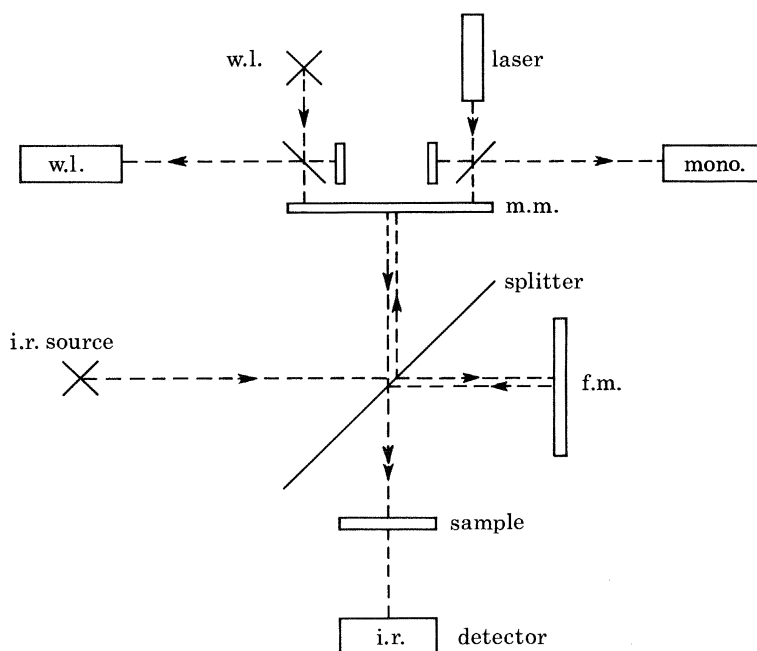 w.l.
laser
w.l.
mono.
m.m.
splitter
i.r. source
f.m.
sample
i.r.
detector